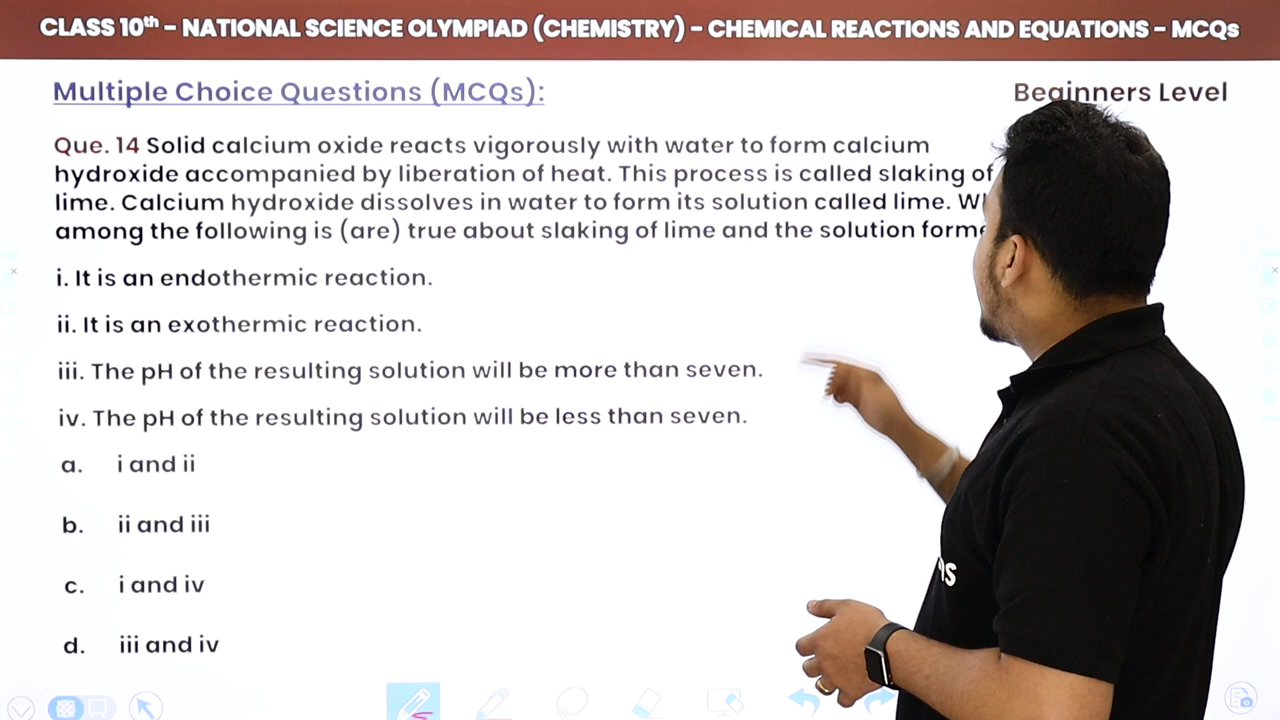 CLASS 10th – NATIONAL SCIENCE OLYMPIAD (CHEMISTRY) – CHEMICAL REACTIONS AND EQUATIONS – MCQs
Multiple Choice Questions (MCQs):
Beginners Level
Que. 14 Solid calcium oxide reacts vigorously with water to form calcium
hydroxide accompanied by liberation of heat. This process is called slaking of
lime. Calcium hydroxide dissolves in water to form its solution called lime.
among the following is (are) true about slaking of lime and the solution
i. It is an endothermic reaction.
ii. It is an exothermic reaction.
iii. The pH of the resulting solution will be more than seven.
iv. The pH of the resulting solution will be less than seven.
a. i and ii
b. ii and iii
c. i and iv
d. iii and iv